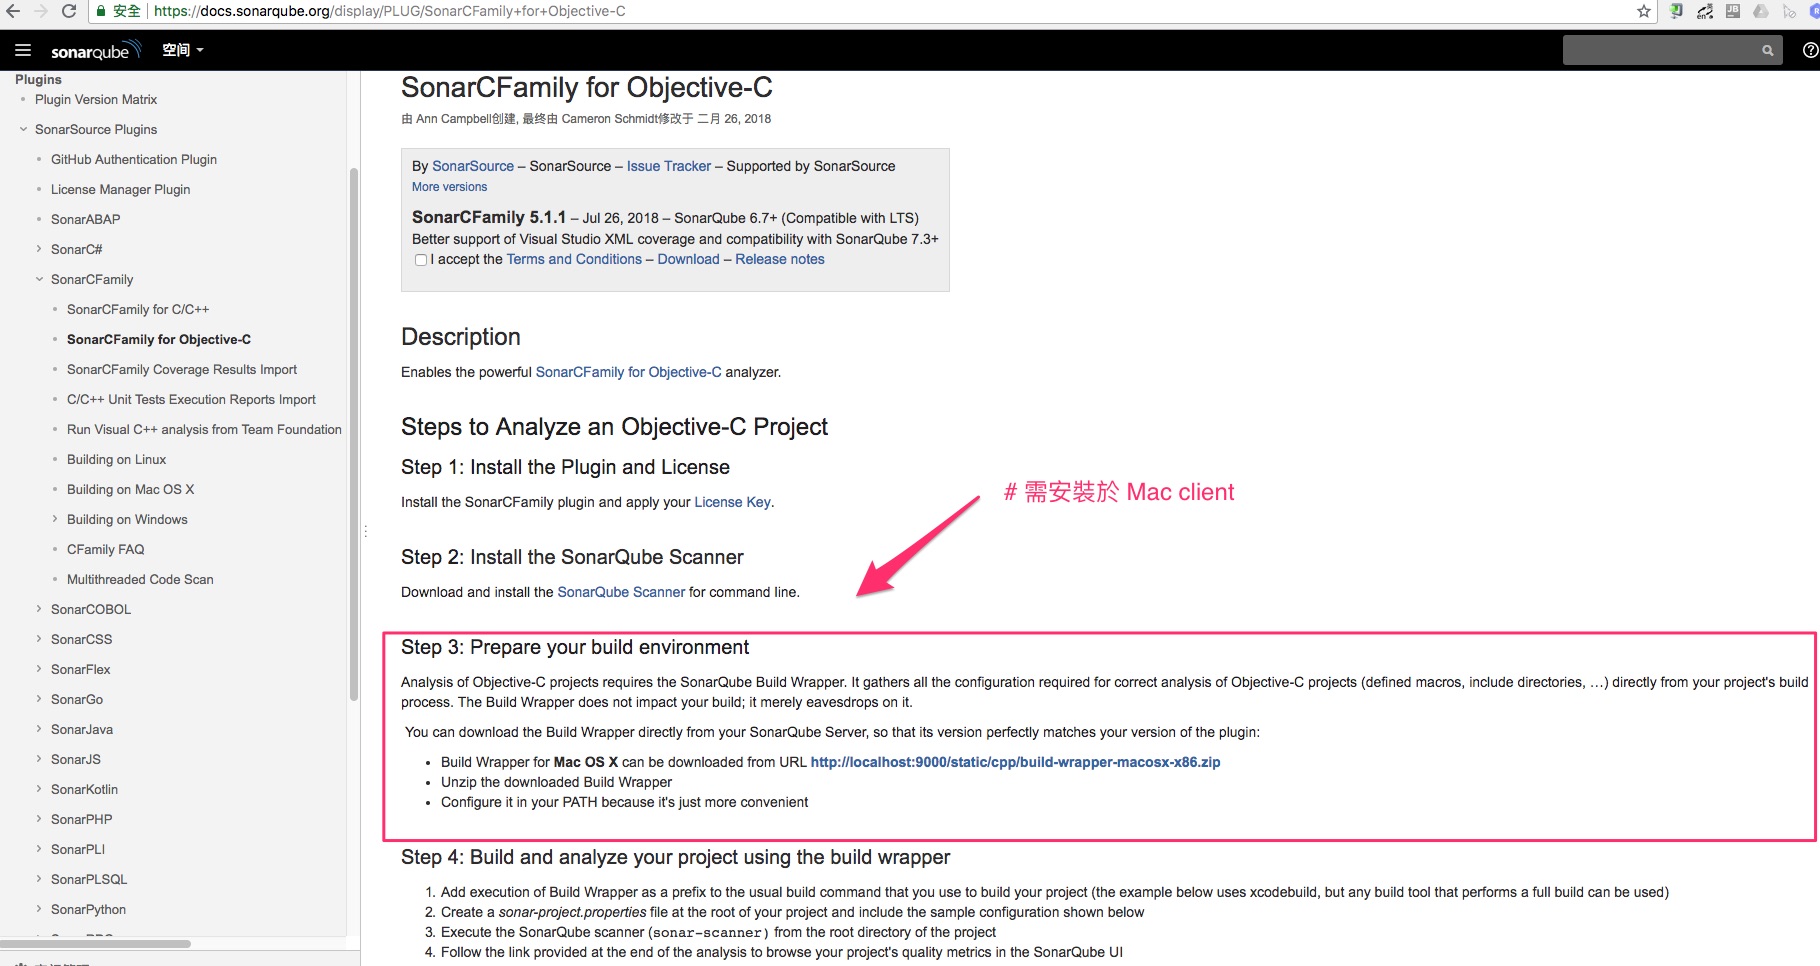 安全 https://docs.sonarqube.org/display/PLUG/SonarCFamily+for+Objective-C
sonarqube 空间
Plugins
Plugin Version Matrix
SonarSource Plugins
GitHub Authentication Plugin
License Manager Plugin
SonarABAP
SonarC#
SonarCFamily
SonarCFamily for C/C++
SonarCFamily for Objective-C
SonarCFamily Coverage Results Import
C/C++ Unit Tests Execution Reports Import
Run Visual C++ analysis from Team Foundation
Building on Linux
Building on Mac OS X
Building on Windows
CFamily FAQ
Multithreaded Code Scan
SonarCOBOL
SonarCSS
SonarFlex
SonarGo
SonarJava
SonarJS
SonarKotlin
SonarPHP
SonarPLI
SonarPLSQL
SonarPython
SonarCFamily for Objective-C
由 Ann Campbell创建, 最终由 Cameron Schmidt修改于 二月 26, 2018
By SonarSource – SonarSource – Issue Tracker – Supported by SonarSource
More versions
SonarCFamily 5.1.1 – Jul 26, 2018 – SonarQube 6.7+ (Compatible with LTS)
Better support of Visual Studio XML coverage and compatibility with SonarQube 7.3+
I accept the Terms and Conditions – Download – Release notes
Description
Enables the powerful SonarCFamily for Objective-C analyzer.
Steps to Analyze an Objective-C Project
Step 1: Install the Plugin and License
Install the SonarCFamily plugin and apply your License Key.
# 需安裝於 Mac client
Step 2: Install the SonarQube Scanner
Download and install the SonarQube Scanner for command line.
Step 3: Prepare your build environment
Analysis of Objective-C projects requires the SonarQube Build Wrapper. It gathers all the configuration required for correct analysis of Objective-C projects (defined macros, include directories, …) directly from your project's build
process. The Build Wrapper does not impact your build; it merely eavesdrops on it.
You can download the Build Wrapper directly from your SonarQube Server, so that its version perfectly matches your version of the plugin:
• Build Wrapper for Mac OS X can be downloaded from URL http://localhost:9000/static/cpp/build-wrapper-macosx-x86.zip
• Unzip the downloaded Build Wrapper
• Configure it in your PATH because it's just more convenient
Step 4: Build and analyze your project using the build wrapper
1. Add execution of Build Wrapper as a prefix to the usual build command that you use to build your project (the example below uses xcodebuild, but any build tool that performs a full build can be used)
2. Create a sonar-project.properties file at the root of your project and include the sample configuration shown below
3. Execute the SonarQube scanner (sonar-scanner) from the root directory of the project
4. Follow the link provided at the end of the analysis to browse your project's quality metrics in the SonarQube UI